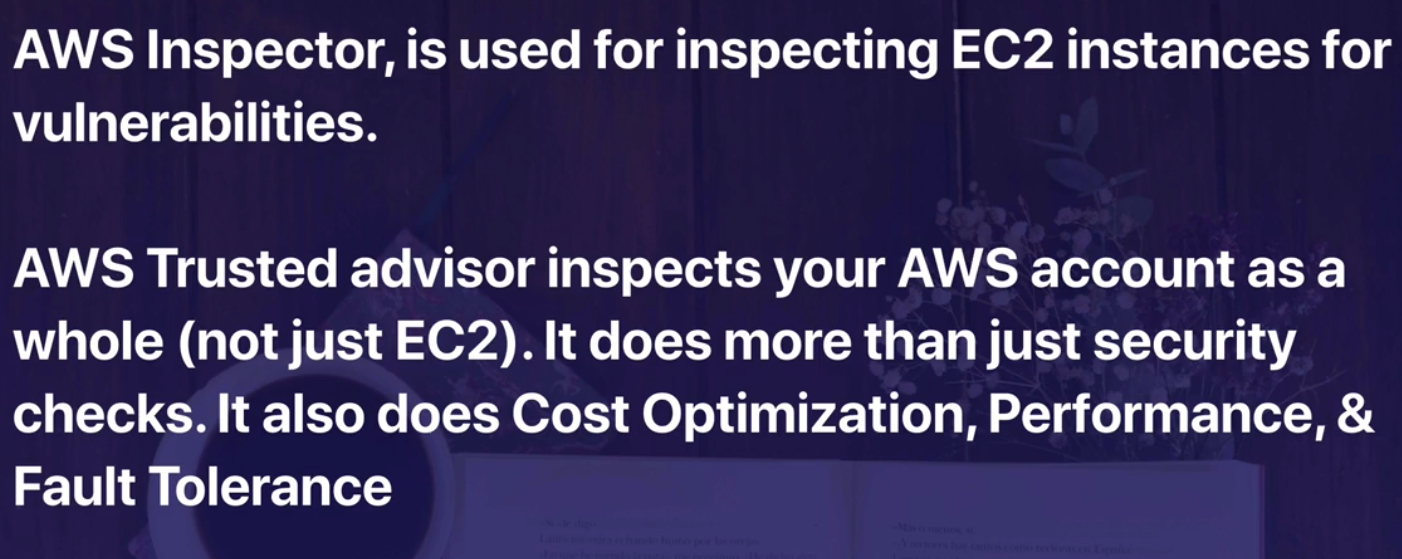 AWS Inspector, is used for inspecting EC2 instances for
vulnerabilities.
AWS Trusted advisor inspects your AWS account as a
whole (not just EC2). It does more than just security
checks. It also does Cost Optimization, Performance, &
Fault Tolerance